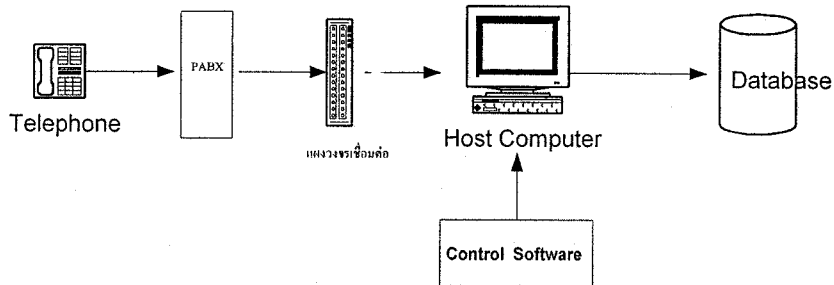 PABX
Database
Telephone
แผงวงจรเชื่อมต่อ
Host Computer
Control Software